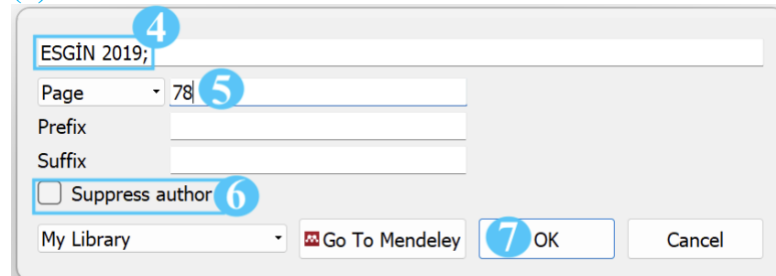 4
ESGİN 2019;
Page 78 5
Prefix
Suffix
Suppress author 6
My Library Go To Mendeley 7 OK Cancel